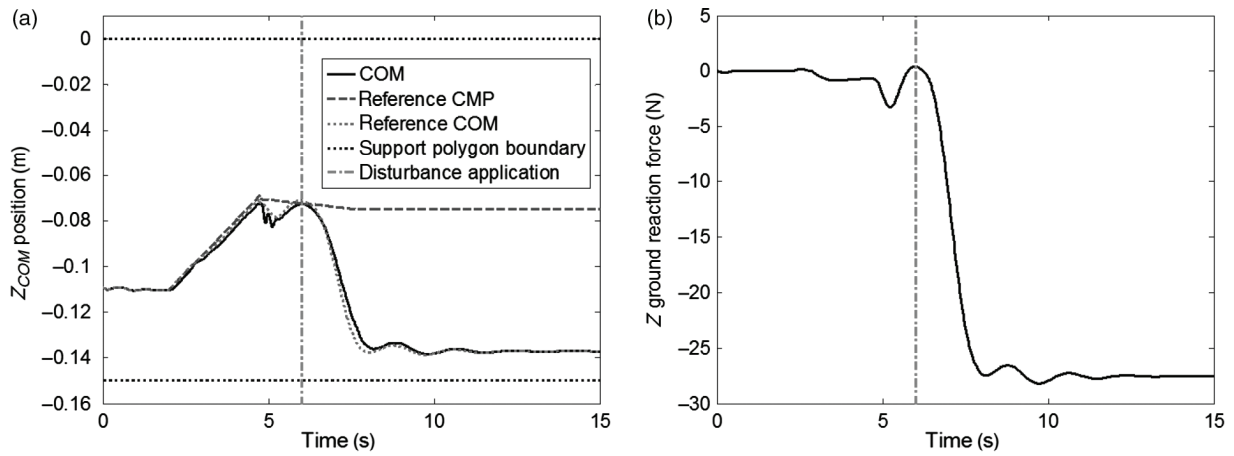 (a)
0
–0.02
–0.04
–0.06
–0.08
–0.1
–0.12
–0.14
–0.16
Z_COM position (m)
COM
Reference CMP
Reference COM
Support polygon boundary
Disturbance application
0 5 10 15
Time (s)
(b)
5
0
–5
–10
–15
–20
–25
–30
Z ground reaction force (N)
0 5 10 15
Time (s)